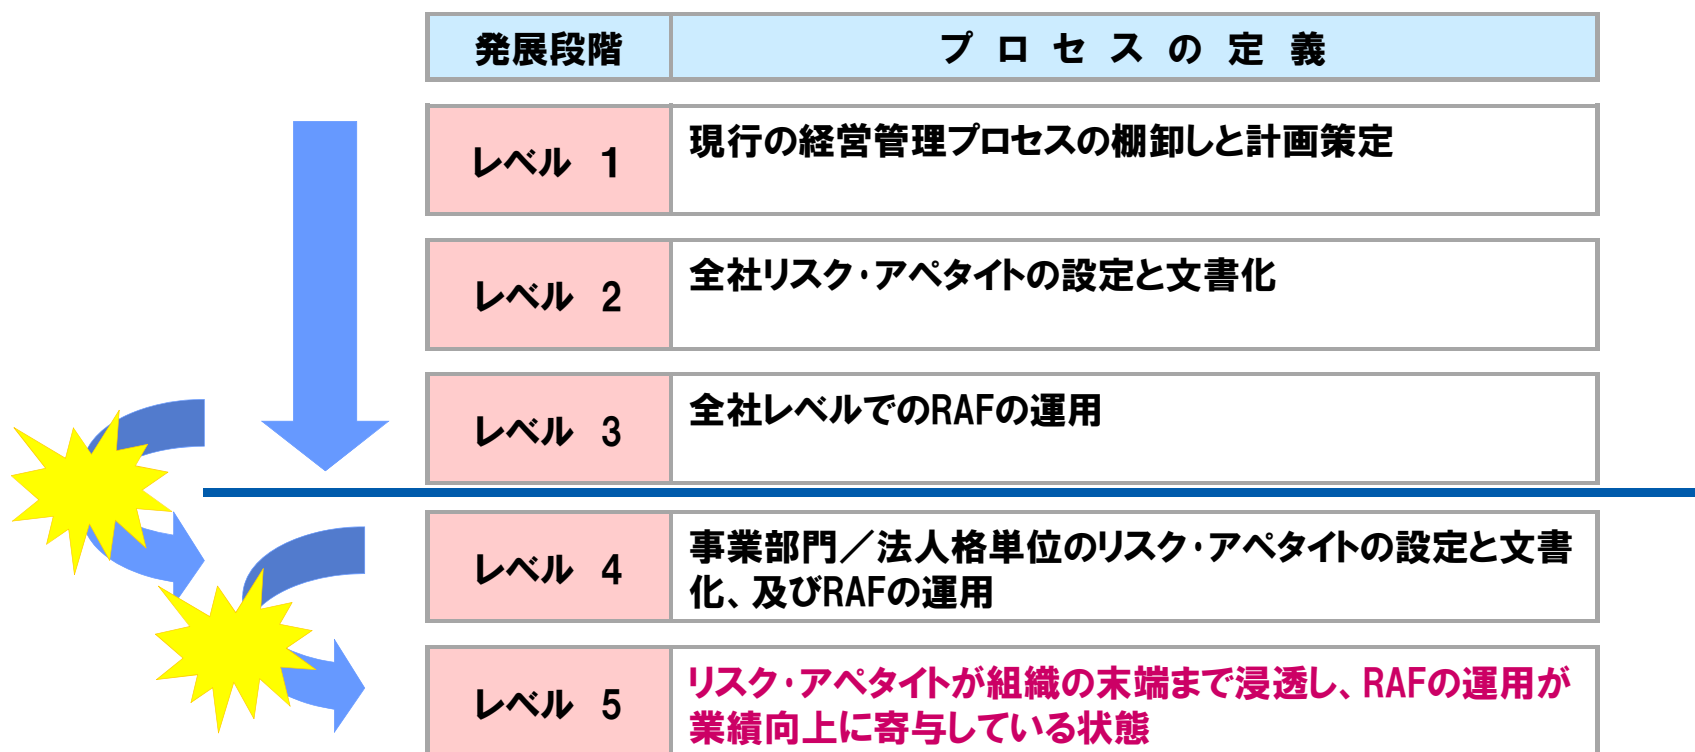 発展段階
プロセスの定義
レベル 1
現行の経営管理プロセスの棚卸しと計画策定
レベル 2
全社リスク・アペタイトの設定と文書化
レベル 3
全社レベルでのRAFの運用
レベル 4
事業部門／法人格単位のリスク・アペタイトの設定と文書
化、及びRAFの運用
レベル 5
リスク・アペタイトが組織の末端まで浸透し、RAFの運用が
業績向上に寄与している状態